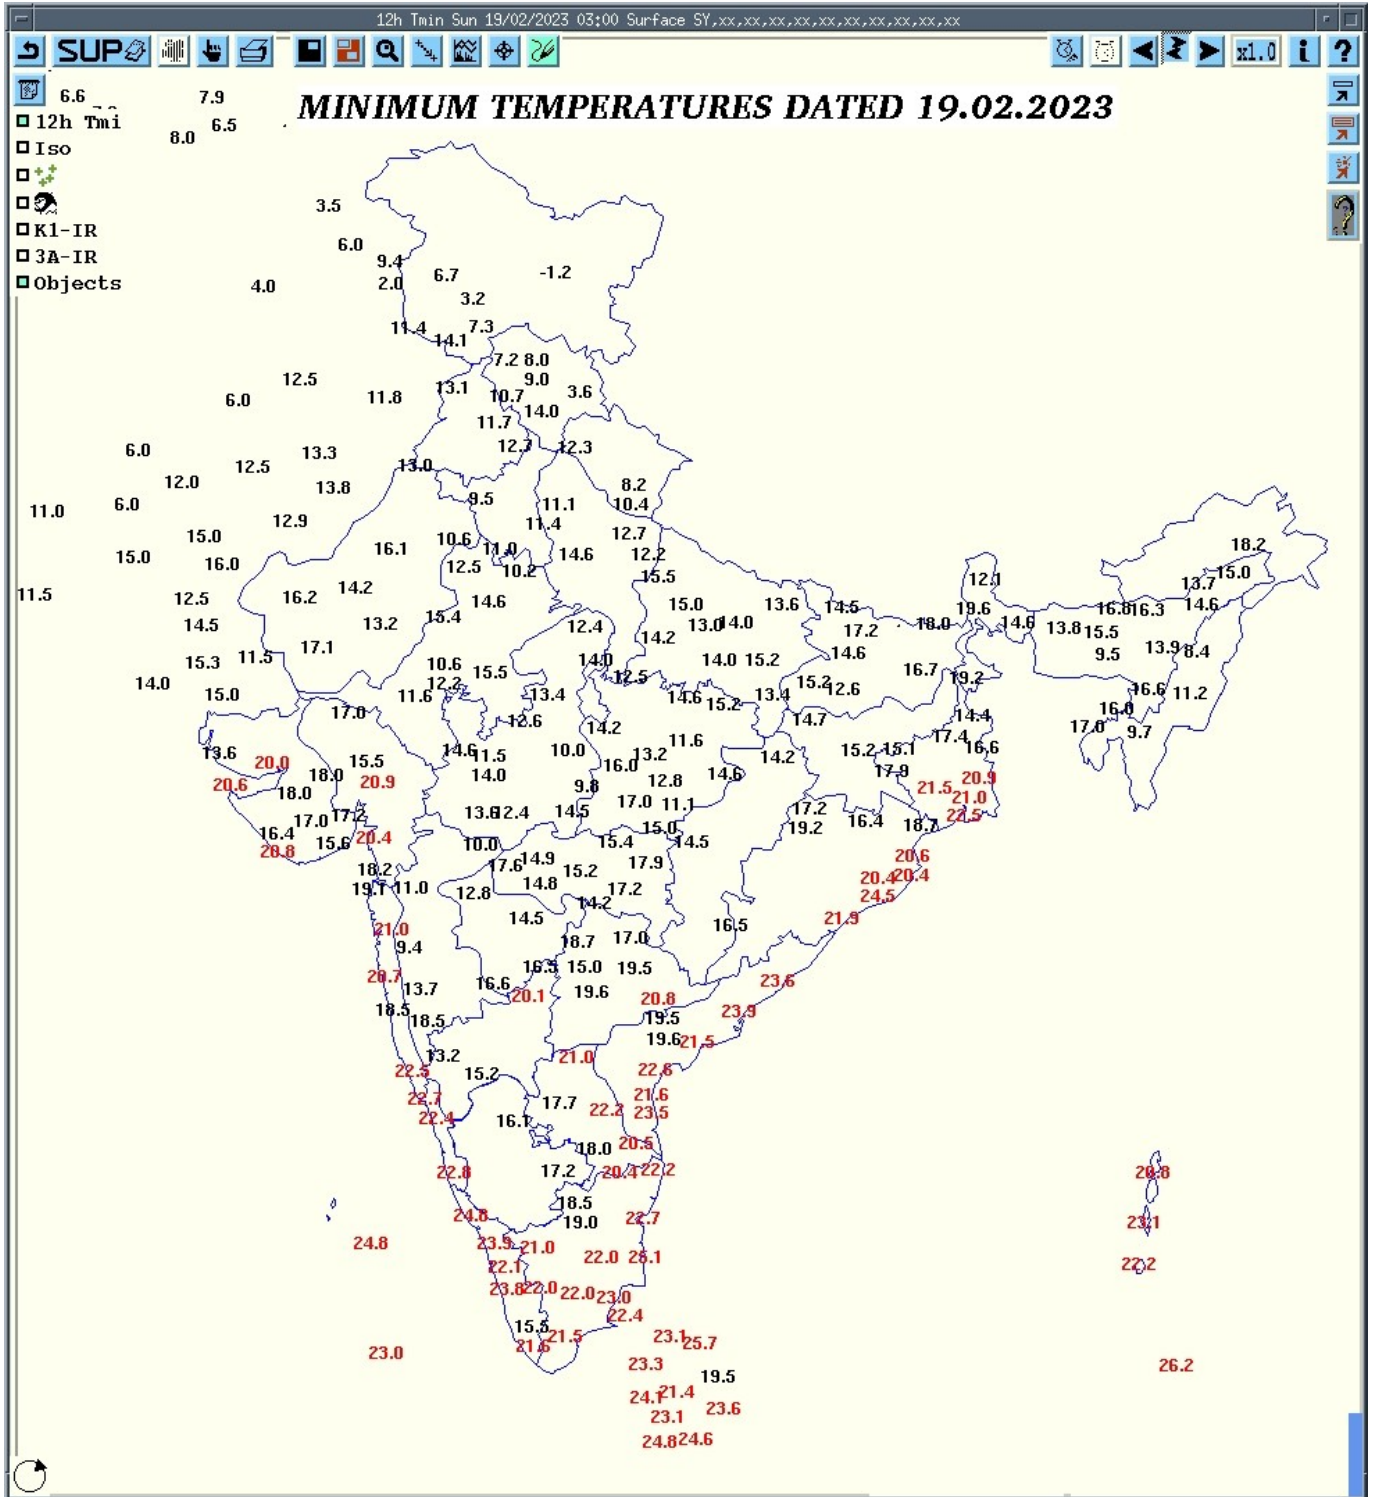 12h Tmin Sun 19/02/2023 03:00 Surface SY,xx,xx,xx,xx,xx,xx,xx,xx,xx,xx
SUP x1.0 i ?
6.6 7.9
MINIMUM TEMPERATURES DATED 19.02.2023
12h Tmi
8.0 6.5
Iso
K1-IR
3A-IR
Objects
3.5
6.0
9.4
6.7 -1.2
4.0 2.0
3.2
11.4 7.3
14.1
7.2 8.0
12.5 9.0
13.1
6.0 11.8 10.7 3.6
14.0
11.7
6.0 13.3 12.7 12.3
12.5 13.0
12.0 13.8 8.2
11.0 6.0 9.5 11.1 10.4
12.9 11.4
15.0 10.6 12.7
15.0 16.0 16.1 11.0 14.6 12.2 18.2
12.5 10.2 15.5 12.1 13.7 15.0
11.5 12.5 16.2 14.2 14.6 15.0 13.6 14.5 19.6 16.8 16.3 14.6
14.5 13.2 15.4 12.4 13.0 14.0 17.2 18.0 14.6 13.8 15.5
17.1 14.2 14.6 9.5 13.9 8.4
15.3 11.5 10.6 15.5 14.0 14.0 15.2 16.7
14.0 15.0 12.2 12.5 15.2 12.6 19.2
11.6 13.4 14.6 15.2 13.4 16.6 11.2
17.0 12.6 14.2 14.7 14.4 16.0
17.0 9.7
13.6 14.6 11.5 10.0 13.2 11.6 14.2 15.2 15.1 17.4 16.6
20.0 15.5 16.0
18.0 14.0 12.8 14.6 17.9
20.6 18.0 20.9 9.8 21.5 20.9
17.0 11.1 21.0
17.0 17.2 13.6 12.4 14.5 17.2 16.4 18.7 22.5
16.4 15.6 20.4 10.0 15.4 15.0 14.5 19.2
20.8 18.2 17.6 14.9 15.2 17.9 20.6
19.1 11.0 12.8 14.8 17.2 20.4 20.4
14.2 24.5
14.5 16.5 21.9
21.0 18.7 17.0
9.4
20.7 16.5 15.0 19.5
13.7 16.6 20.1 19.6 20.8 23.6
18.5 18.5 19.5 23.9
19.6 21.5
13.2 21.0
22.5 15.2 22.6
22.7 17.7 22.2 21.6
22.4 16.1 23.5
18.0 20.5
22.8 17.2 20.4 22.2 20.8
18.5
24.8 19.0 22.7 23.1
24.8 23.9 21.0 22.0
22.1 22.2
23.8 22.0 22.0 23.0
22.4
15.5 21.5 23.1
23.0 21.6 25.7
23.3 26.2
19.5
24.1 21.4
23.1 23.6
24.8 24.6